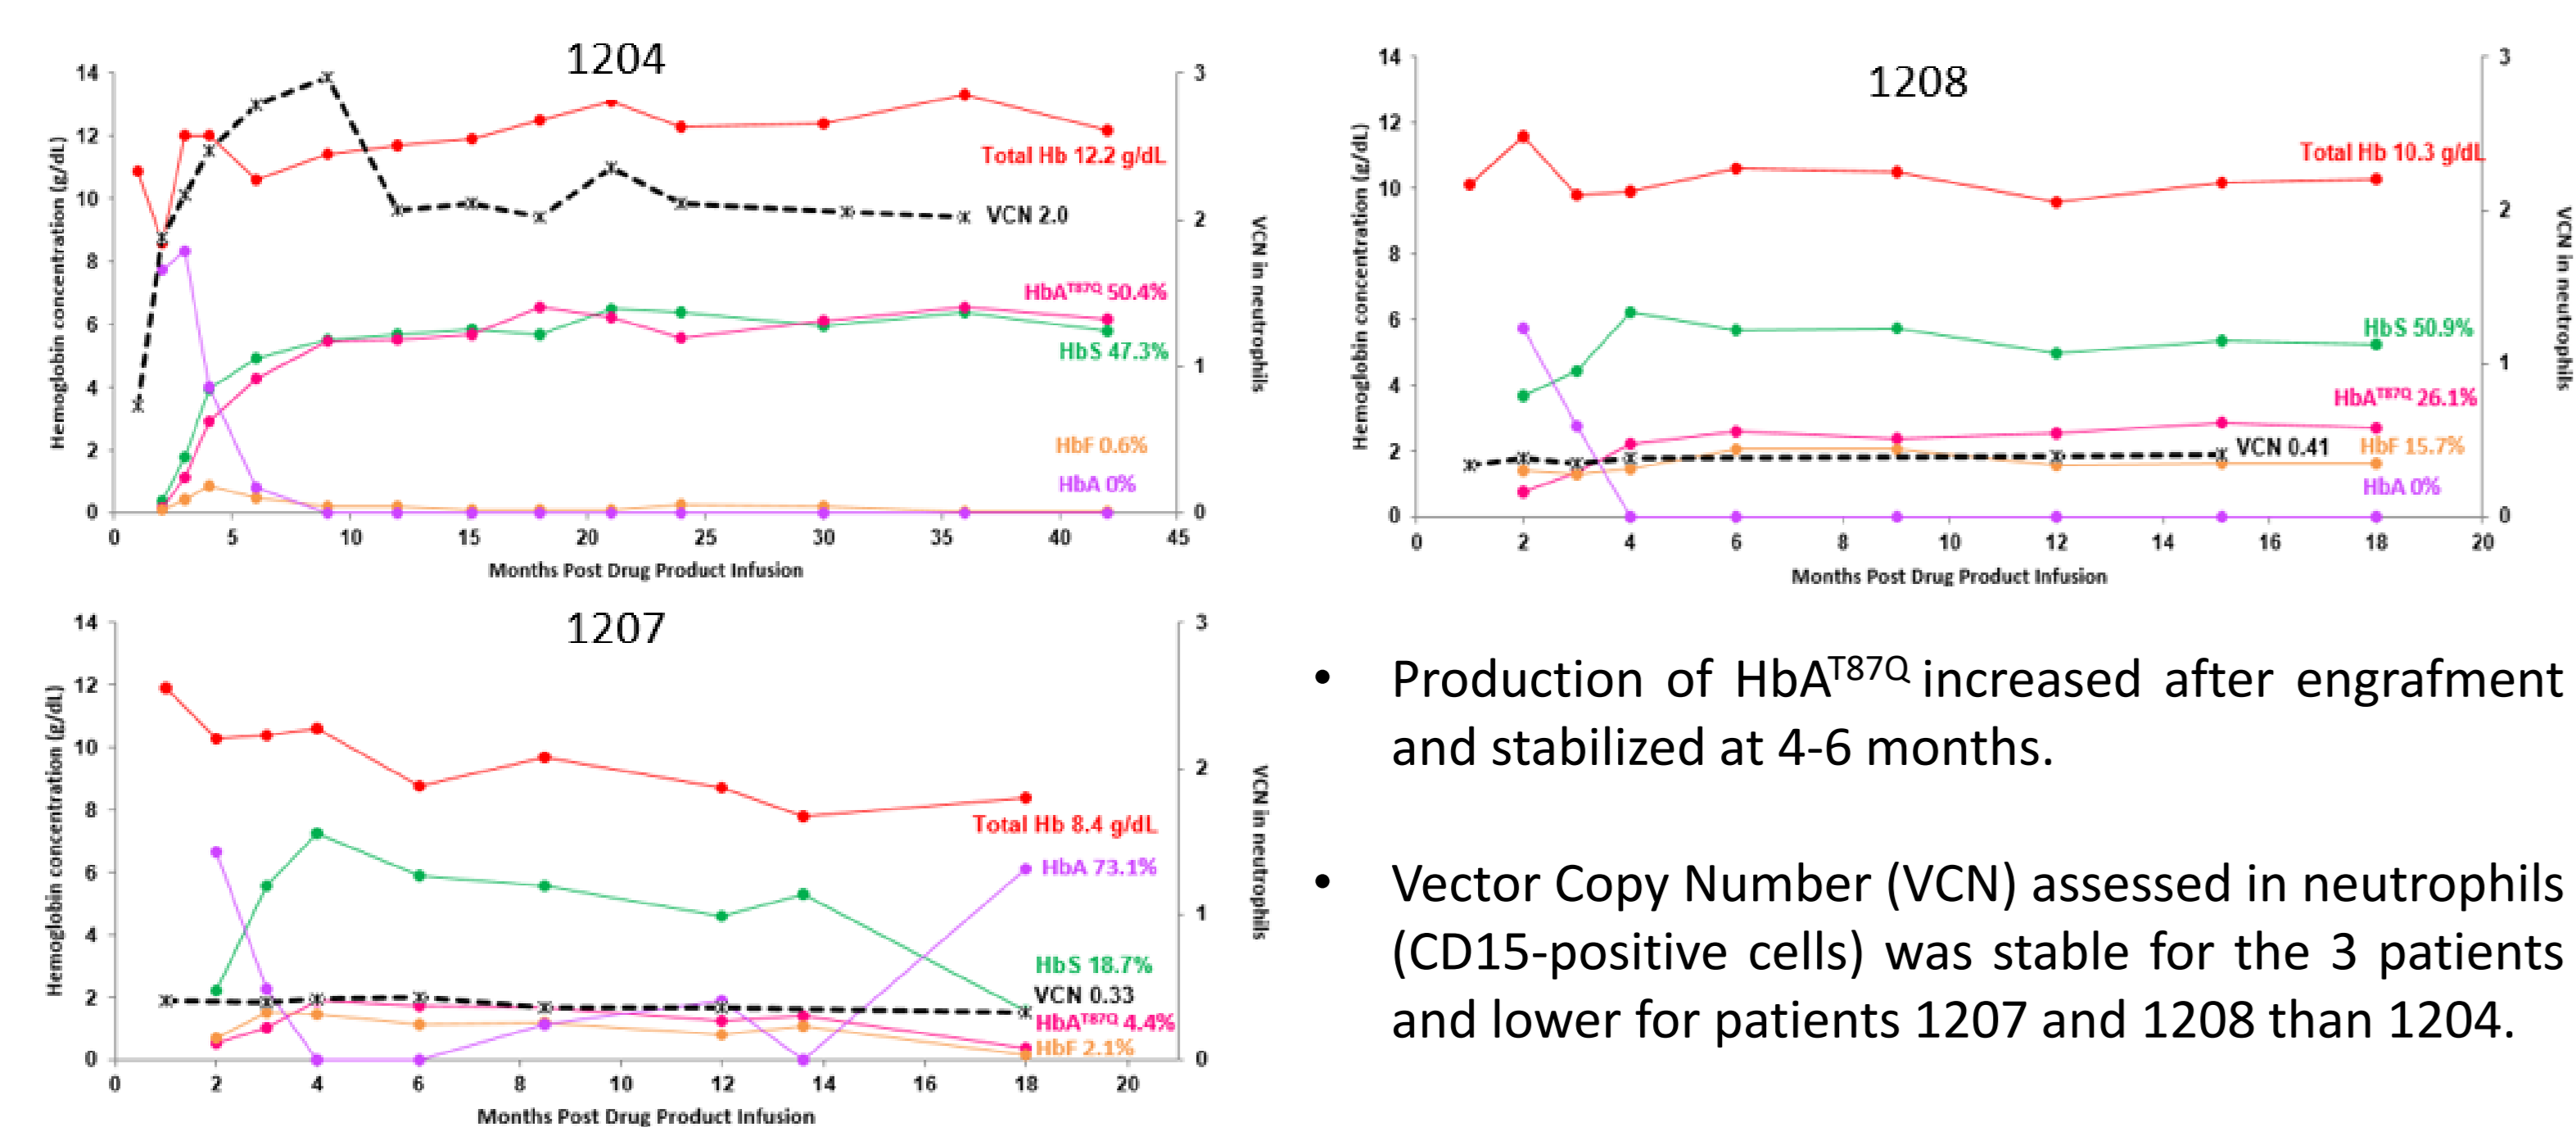 1204
14
12
10
8
6
4
2
0
Hemoglobin concentration (g/dL)
3
2
1
0
VCN in neutrophils
Total Hb 12.2 g/dL
VCN 2.0
HbA^T87Q 50.4%
HbS 47.3%
HbF 0.6%
HbA 0%
0 5 10 15 20 25 30 35 40 45
Months Post Drug Product Infusion
1208
14
12
10
8
6
4
2
0
Hemoglobin concentration (g/dL)
3
2
1
0
VCN in neutrophils
Total Hb 10.3 g/dL
HbS 50.9%
HbA^T87Q 26.1%
VCN 0.41 HbF 15.7%
HbA 0%
0 2 4 6 8 10 12 14 16 18 20
Months Post Drug Product Infusion
1207
14
12
10
8
6
4
2
0
Hemoglobin concentration (g/dL)
3
2
1
0
VCN in neutrophils
Total Hb 8.4 g/dL
HbA 73.1%
HbS 18.7%
VCN 0.33
HbA^T87Q 4.4%
HbF 2.1%
0 2 4 6 8 10 12 14 16 18 20
Months Post Drug Product Infusion
• Production of HbA^T87Q increased after engrafment
and stabilized at 4-6 months.
• Vector Copy Number (VCN) assessed in neutrophils
(CD15-positive cells) was stable for the 3 patients
and lower for patients 1207 and 1208 than 1204.